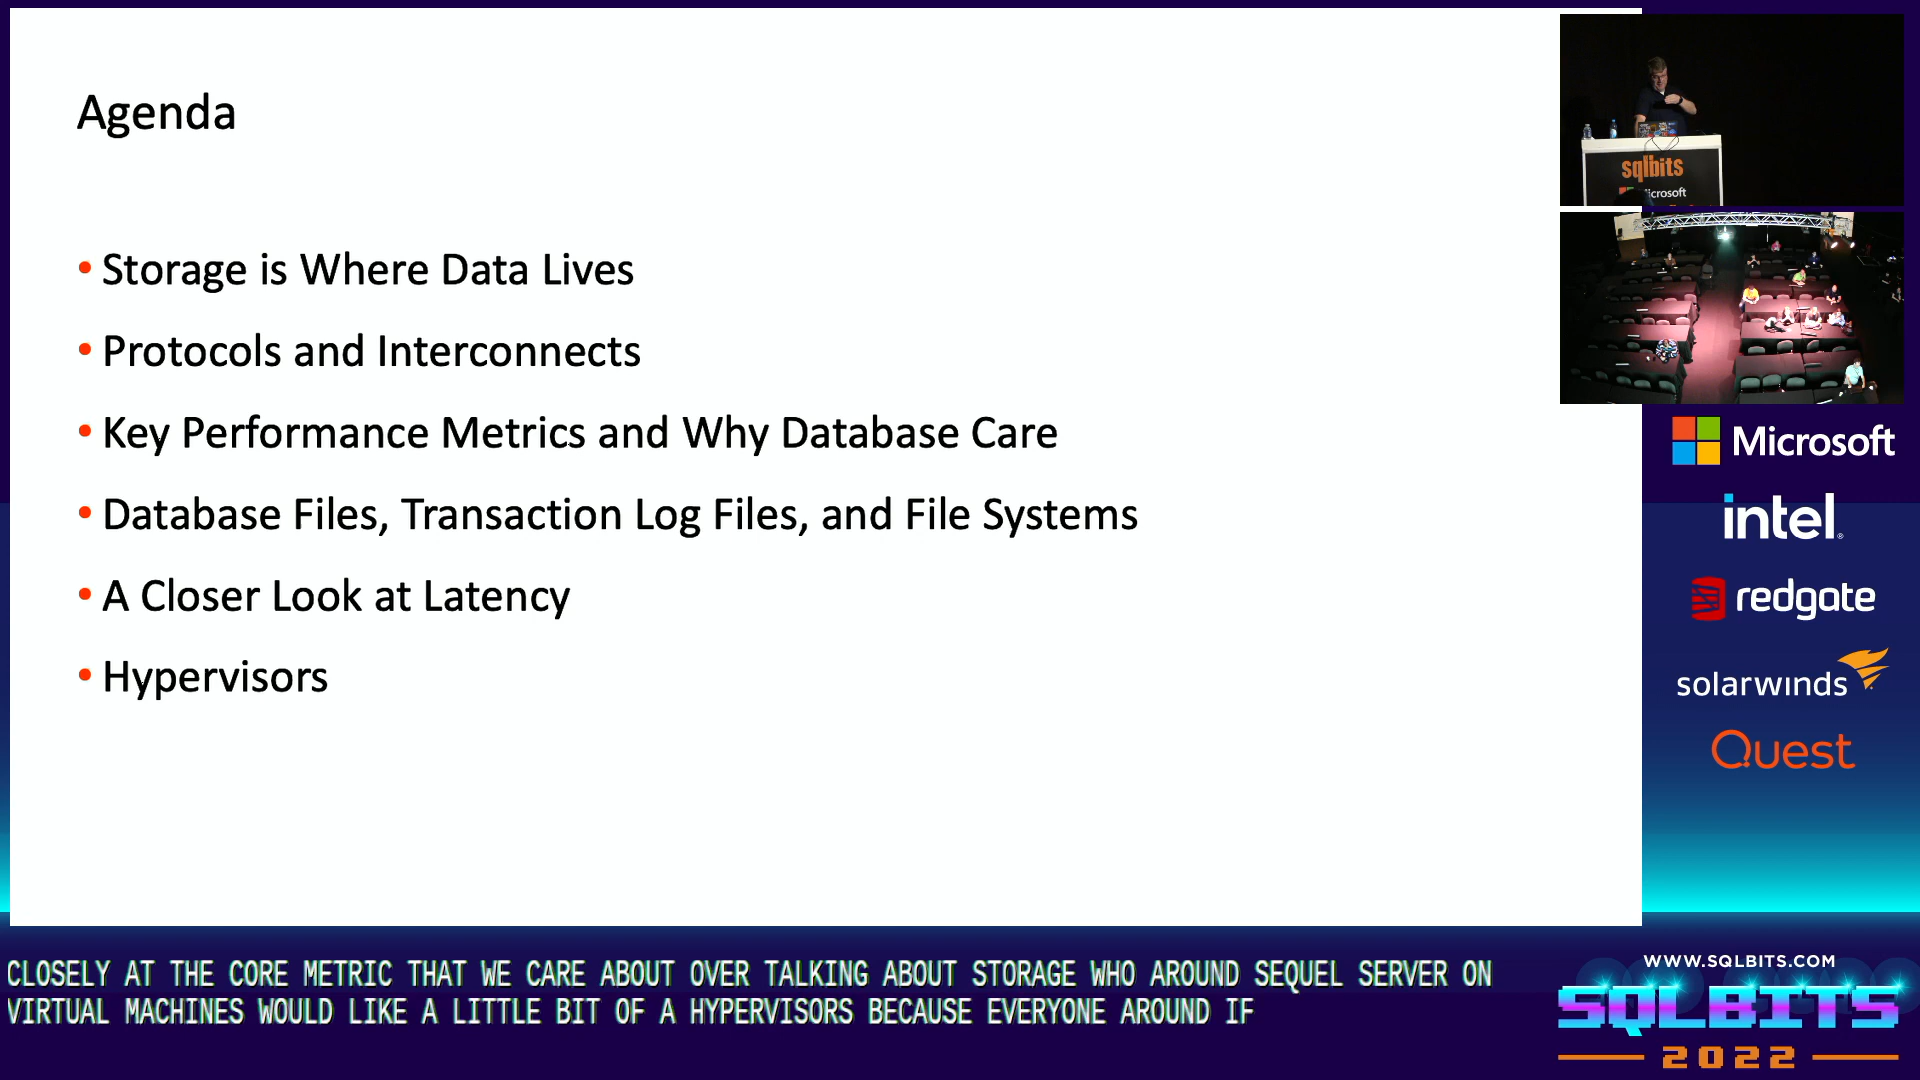 Agenda
• Storage is Where Data Lives
• Protocols and Interconnects
• Key Performance Metrics and Why Database Care
• Database Files, Transaction Log Files, and File Systems
• A Closer Look at Latency
• Hypervisors
sqlbits
Microsoft
Microsoft
intel.
redgate
solarwinds
Quest
CLOSELY AT THE CORE METRIC THAT WE CARE ABOUT OVER TALKING ABOUT STORAGE WHO AROUND SEQUEL SERVER ON
VIRTUAL MACHINES WOULD LIKE A LITTLE BIT OF A HYPERVISORS BECAUSE EVERYONE AROUND IF
WWW.SQLBITS.COM
SQLBITS
2022